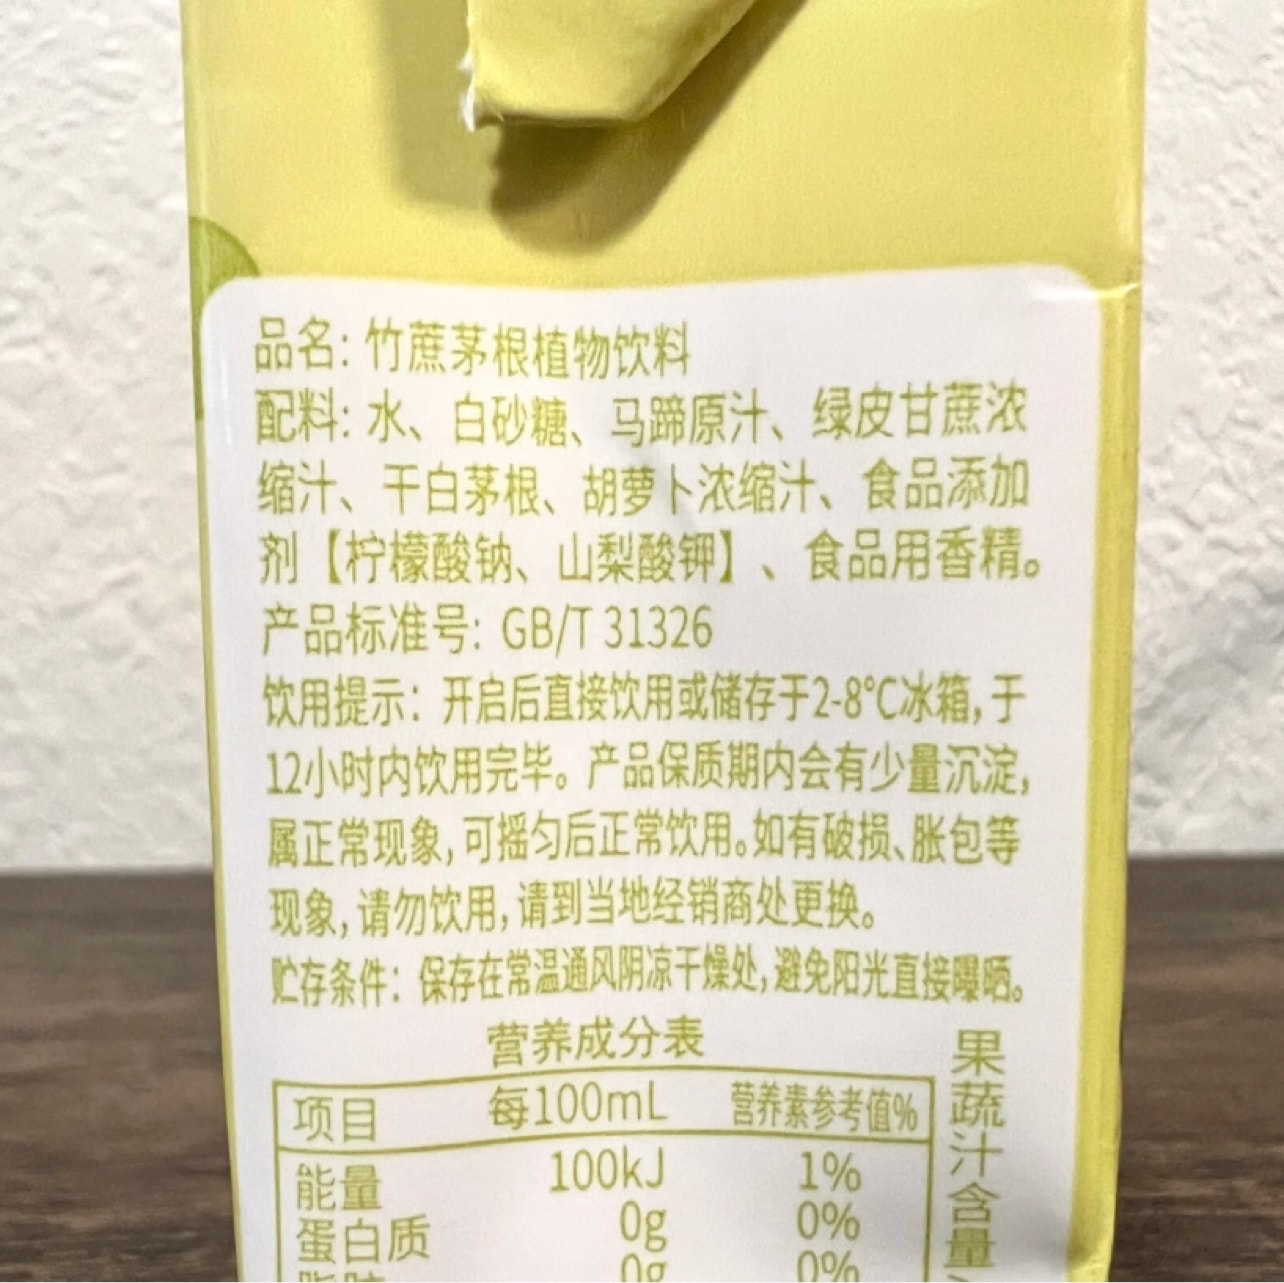 品名: 竹蔗茅根植物饮料
配料: 水、白砂糖、马蹄原汁、绿皮甘蔗浓
缩汁、干白茅根、胡萝卜浓缩汁、食品添加
剂【柠檬酸钠、山梨酸钾】、食品用香精。
产品标准号: GB/T 31326
饮用提示: 开启后直接饮用或储存于2-8℃冰箱,于
12小时内饮用完毕。产品保质期内会有少量沉淀,
属正常现象,可摇匀后正常饮用。如有破损、胀包等
现象,请勿饮用,请到当地经销商处更换。
贮存条件: 保存在常温通风阴凉干燥处,避免阳光直接曝晒。
营养成分表
项目 每100mL 营养素参考值%
能量 100kJ 1%
蛋白质 0g 0%
0g 0%
果蔬汁含量